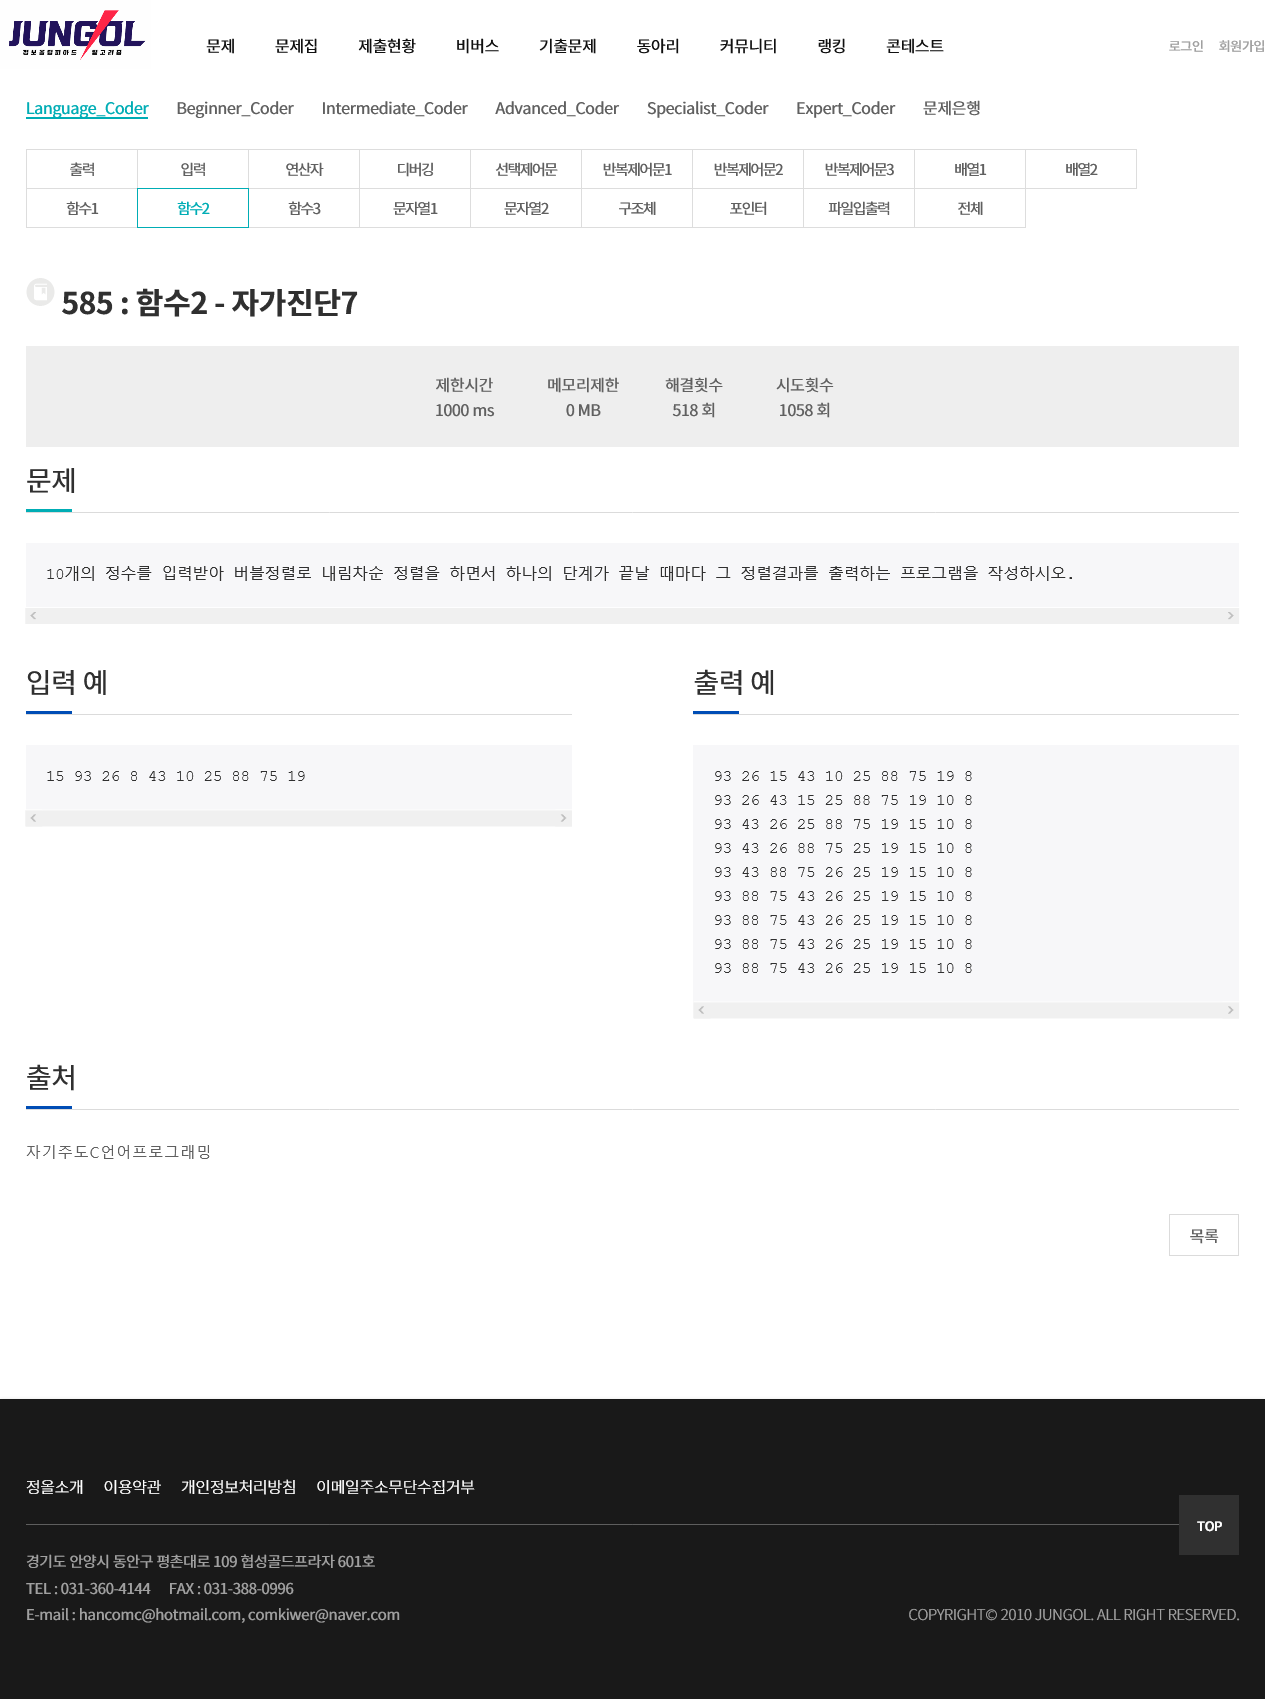 JUNGOL
정보올림피아드 알고리즘
문제 문제집 제출현황 비버스 기출문제 동아리 커뮤니티 랭킹 콘테스트 로그인 회원가입
Language_Coder Beginner_Coder Intermediate_Coder Advanced_Coder Specialist_Coder Expert_Coder 문제은행
출력 입력 연산자 디버깅 선택제어문 반복제어문1 반복제어문2 반복제어문3 배열1 배열2
함수1 함수2 함수3 문자열1 문자열2 구조체 포인터 파일입출력 전체
585 : 함수2 - 자가진단7
제한시간 메모리제한 해결횟수 시도횟수
1000 ms 0 MB 518 회 1058 회
문제
10개의 정수를 입력받아 버블정렬로 내림차순 정렬을 하면서 하나의 단계가 끝날 때마다 그 정렬결과를 출력하는 프로그램을 작성하시오.
입력 예
15 93 26 8 43 10 25 88 75 19
출력 예
93 26 15 43 10 25 88 75 19 8
93 26 43 15 25 88 75 19 10 8
93 43 26 25 88 75 19 15 10 8
93 43 26 88 75 25 19 15 10 8
93 43 88 75 26 25 19 15 10 8
93 88 75 43 26 25 19 15 10 8
93 88 75 43 26 25 19 15 10 8
93 88 75 43 26 25 19 15 10 8
93 88 75 43 26 25 19 15 10 8
출처
자기주도C언어프로그래밍
목록
정올소개 이용약관 개인정보처리방침 이메일주소무단수집거부
TOP
경기도 안양시 동안구 평촌대로 109 협성골드프라자 601호
TEL : 031-360-4144 FAX : 031-388-0996
E-mail : hancomc@hotmail.com, comkiwer@naver.com
COPYRIGHT© 2010 JUNGOL. ALL RIGHT RESERVED.